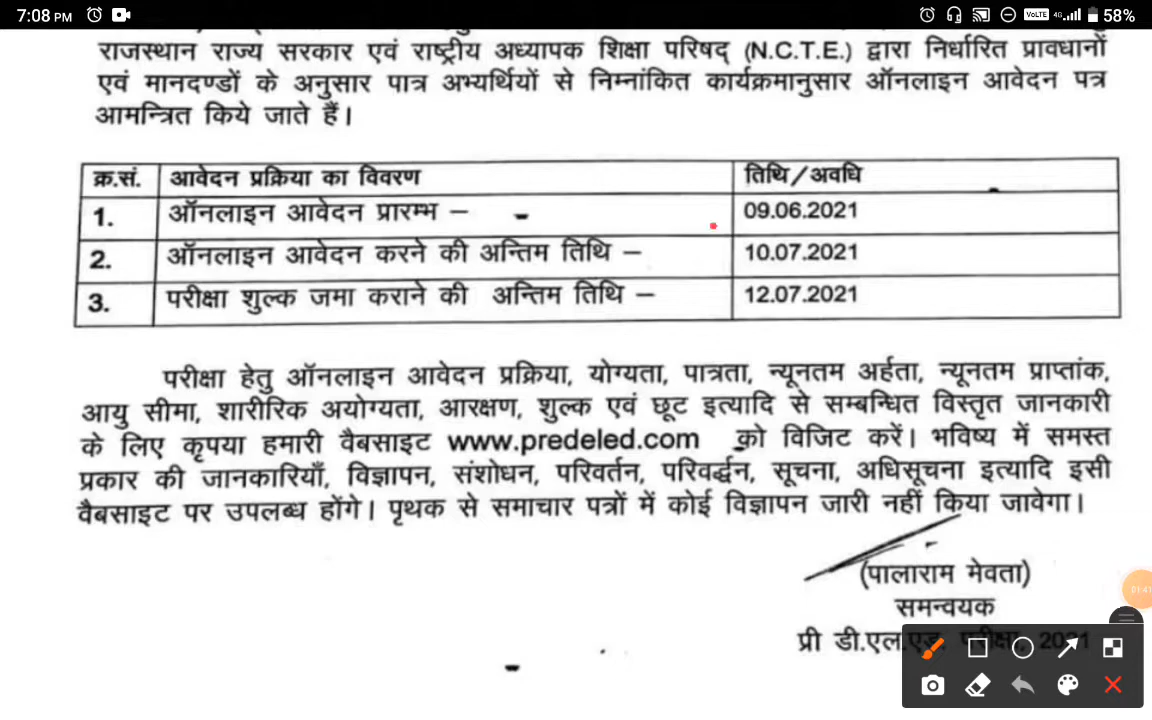 7:08 PM VoLTE 4G 58%
राजस्थान राज्य सरकार एवं राष्ट्रीय अध्यापक शिक्षा परिषद् (N.C.T.E.) द्वारा निर्धारित प्रावधानों
एवं मानदण्डों के अनुसार पात्र अभ्यर्थियों से निम्नांकित कार्यक्रमानुसार ऑनलाइन आवेदन पत्र
आमन्त्रित किये जाते हैं।
क्र.सं. आवेदन प्रक्रिया का विवरण तिथि/अवधि
1. ऑनलाइन आवेदन प्रारम्भ – 09.06.2021
2. ऑनलाइन आवेदन करने की अन्तिम तिथि – 10.07.2021
3. परीक्षा शुल्क जमा कराने की अन्तिम तिथि – 12.07.2021
परीक्षा हेतु ऑनलाइन आवेदन प्रक्रिया, योग्यता, पात्रता, न्यूनतम अर्हता, न्यूनतम प्राप्तांक,
आयु सीमा, शारीरिक अयोग्यता, आरक्षण, शुल्क एवं छूट इत्यादि से सम्बन्धित विस्तृत जानकारी
के लिए कृपया हमारी वैबसाइट www.predeled.com को विजिट करें। भविष्य में समस्त
प्रकार की जानकारियाँ, विज्ञापन, संशोधन, परिवर्तन, परिवर्द्धन, सूचना, अधिसूचना इत्यादि इसी
वैबसाइट पर उपलब्ध होंगे। पृथक से समाचार पत्रों में कोई विज्ञापन जारी नहीं किया जावेगा।
(पालाराम मेवता)
समन्वयक
प्री डी.एल.एड. परीक्षा, 2021